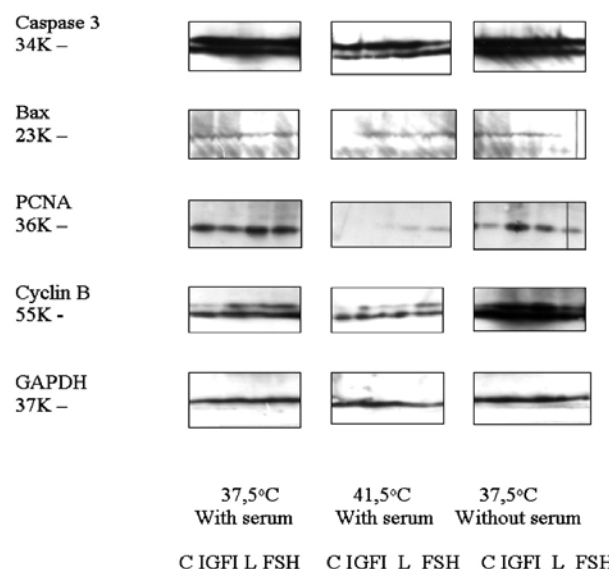 Caspase 3
34K –
Bax
23K –
PCNA
36K –
Cyclin B
55K -
GAPDH
37K –
37,5ºC 41,5ºC 37,5ºC
With serum With serum Without serum
C IGFI L FSH C IGFI L FSH C IGFI L FSH